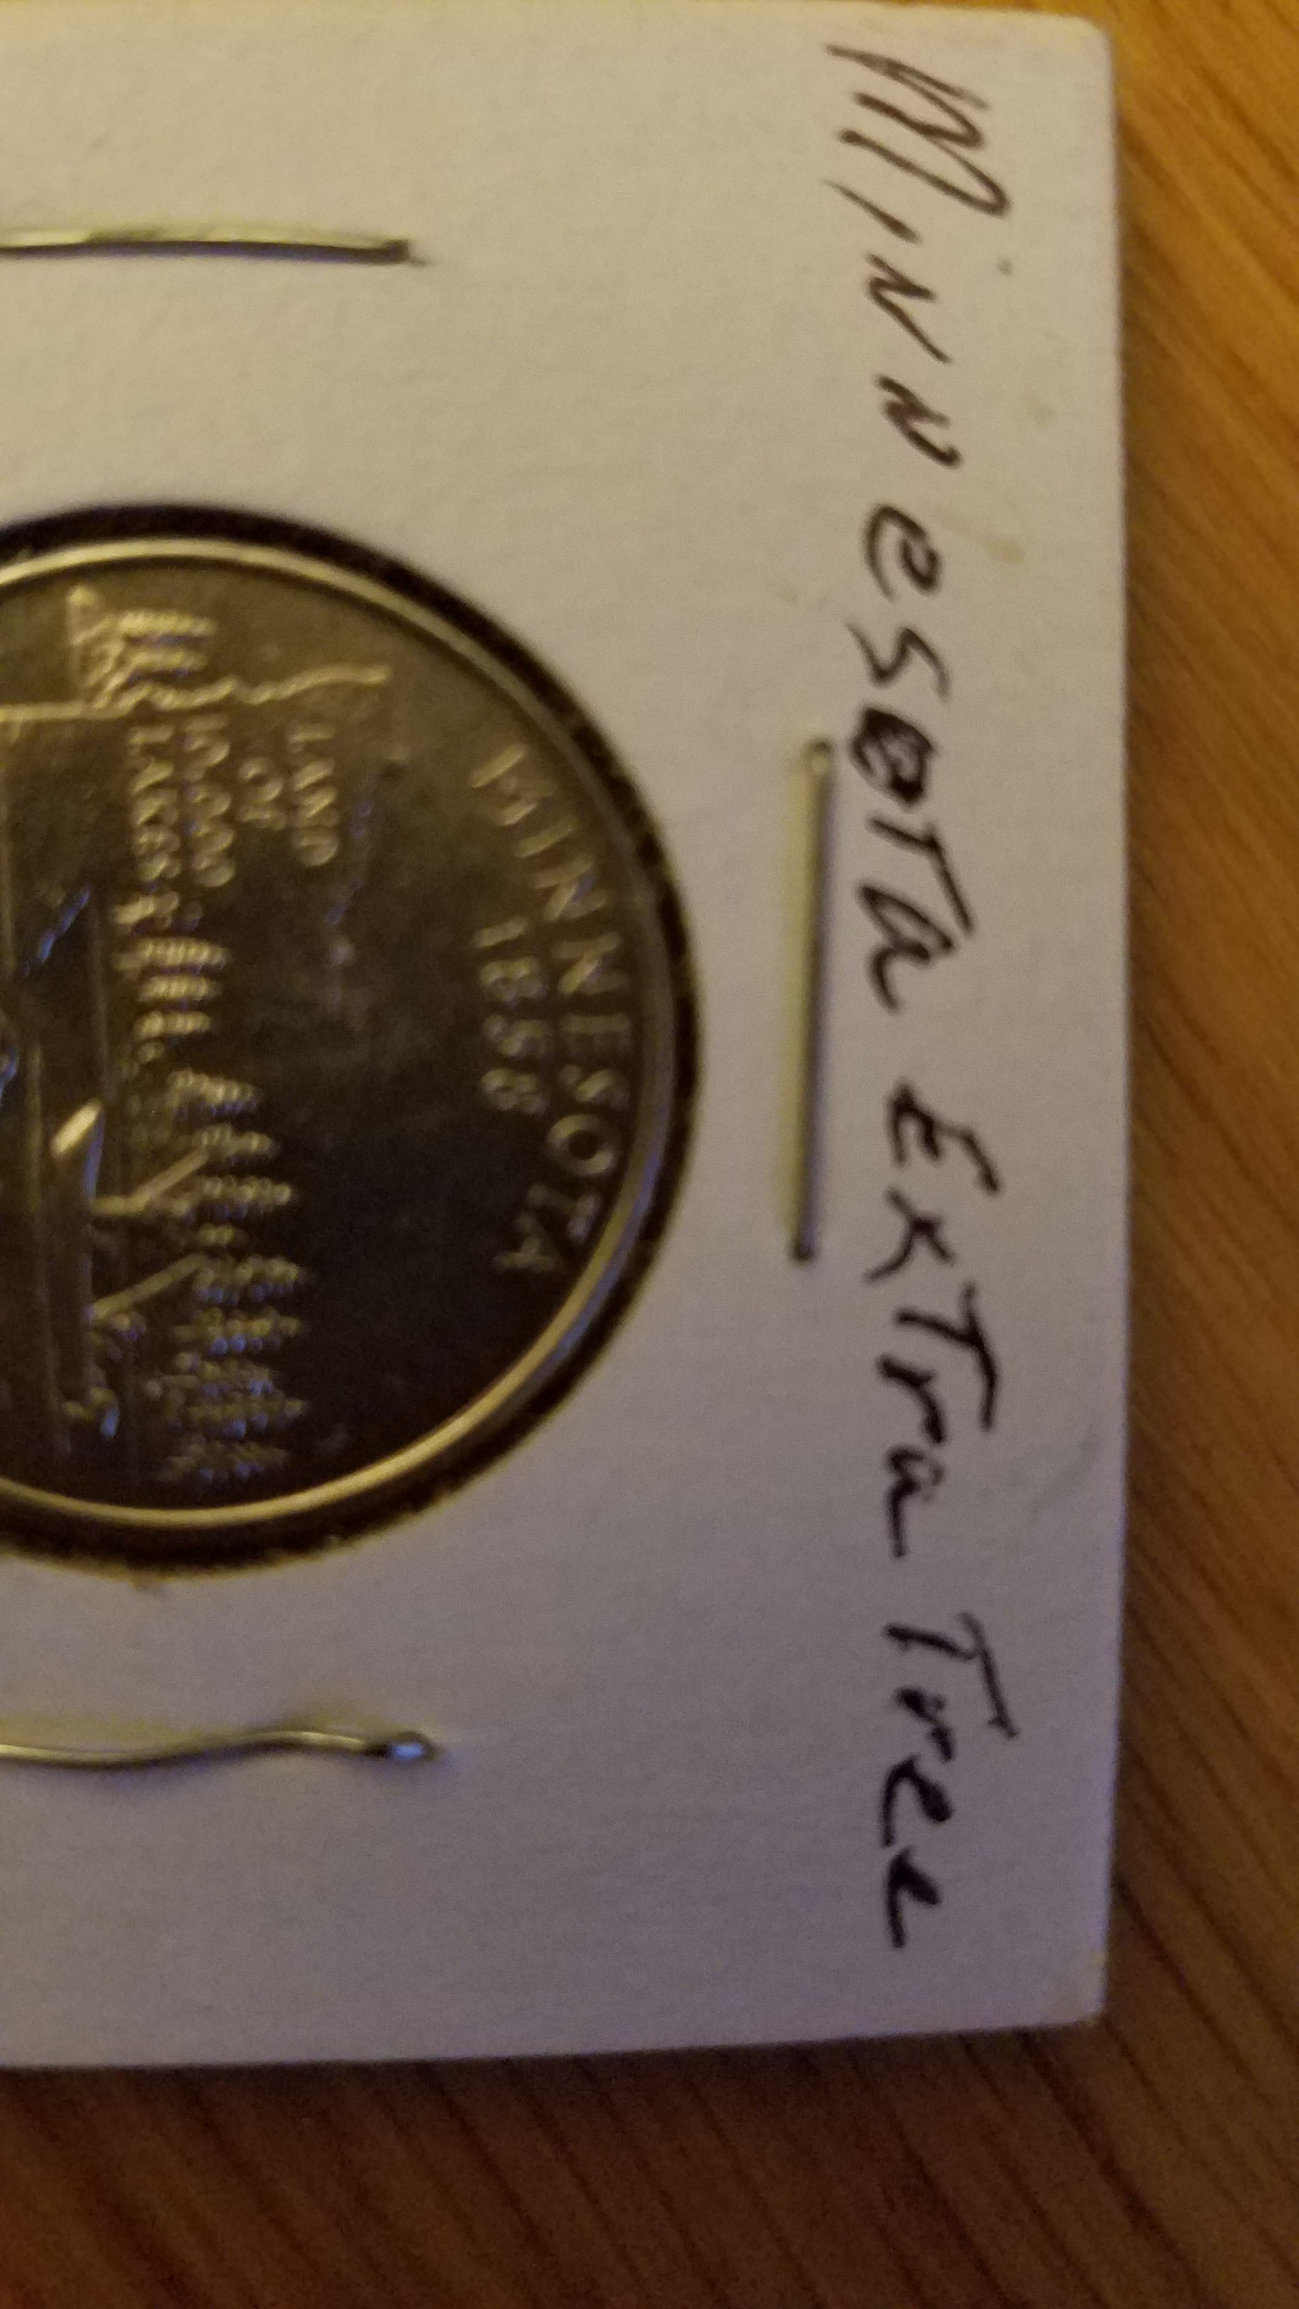 Minnesota Extra Tree
MINNESOTA
1858
LAND
OF
10,000
LAKES